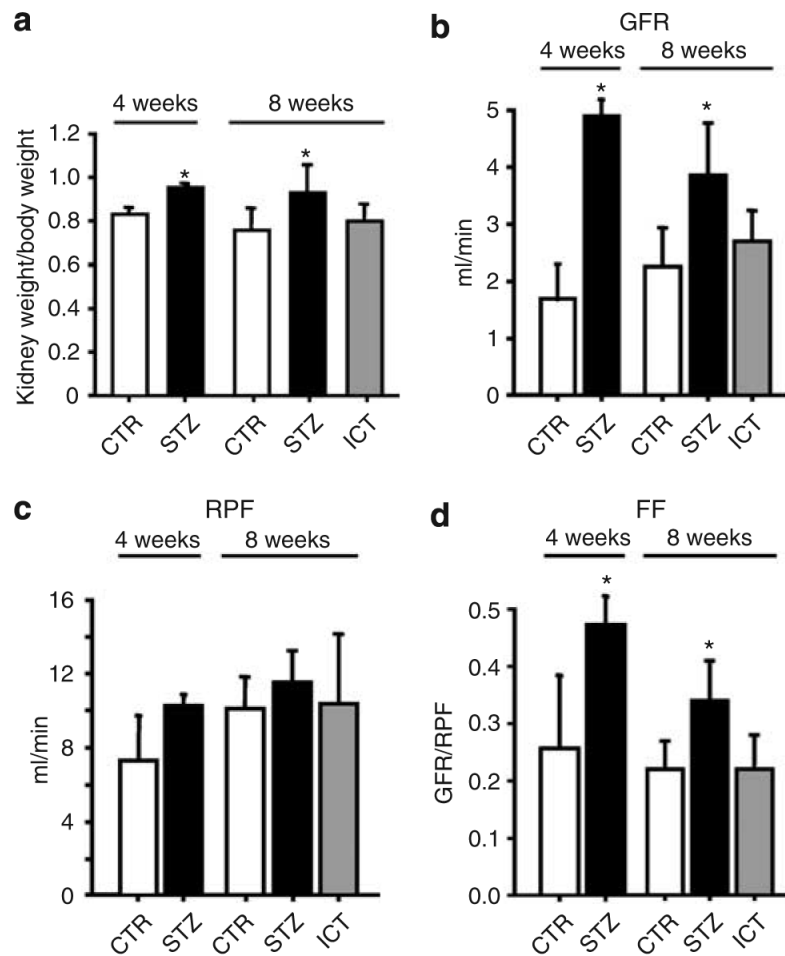 a
4 weeks 8 weeks
Kidney weight/body weight
1.2
1.0
0.8
0.6
0.4
0.2
0
* *
CTR STZ CTR STZ ICT
b
GFR
4 weeks 8 weeks
ml/min
5
4
3
2
1
0
* *
CTR STZ CTR STZ ICT
c
RPF
4 weeks 8 weeks
ml/min
16
12
8
4
0
CTR STZ CTR STZ ICT
d
FF
4 weeks 8 weeks
GFR/RPF
0.5
0.4
0.3
0.2
0.1
0.0
* *
CTR STZ CTR STZ ICT